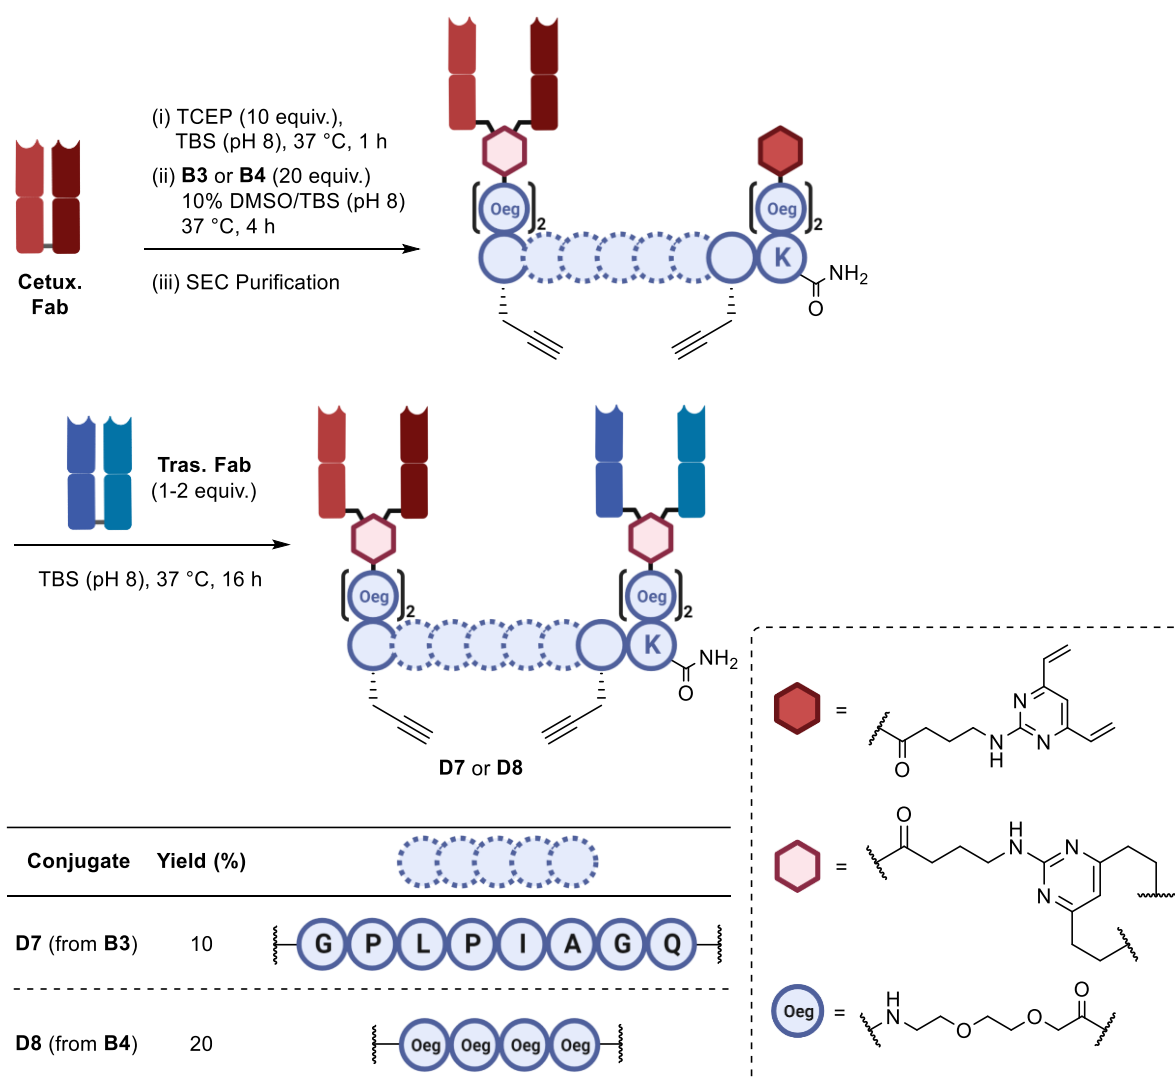 (i) TCEP (10 equiv.),
TBS (pH 8), 37 °C, 1 h
(ii) B3 or B4 (20 equiv.)
10% DMSO/TBS (pH 8)
37 °C, 4 h
(iii) SEC Purification
Cetux.
Fab
Oeg
2
Oeg
2
K
NH2
O
Tras. Fab
(1-2 equiv.)
TBS (pH 8), 37 °C, 16 h
Oeg
2
Oeg
2
K
NH2
O
D7 or D8
Conjugate Yield (%)
D7 (from B3) 10 G P L P I A G Q
D8 (from B4) 20 Oeg Oeg Oeg Oeg
= O N H N N
= O H N N N
Oeg = H N O O O